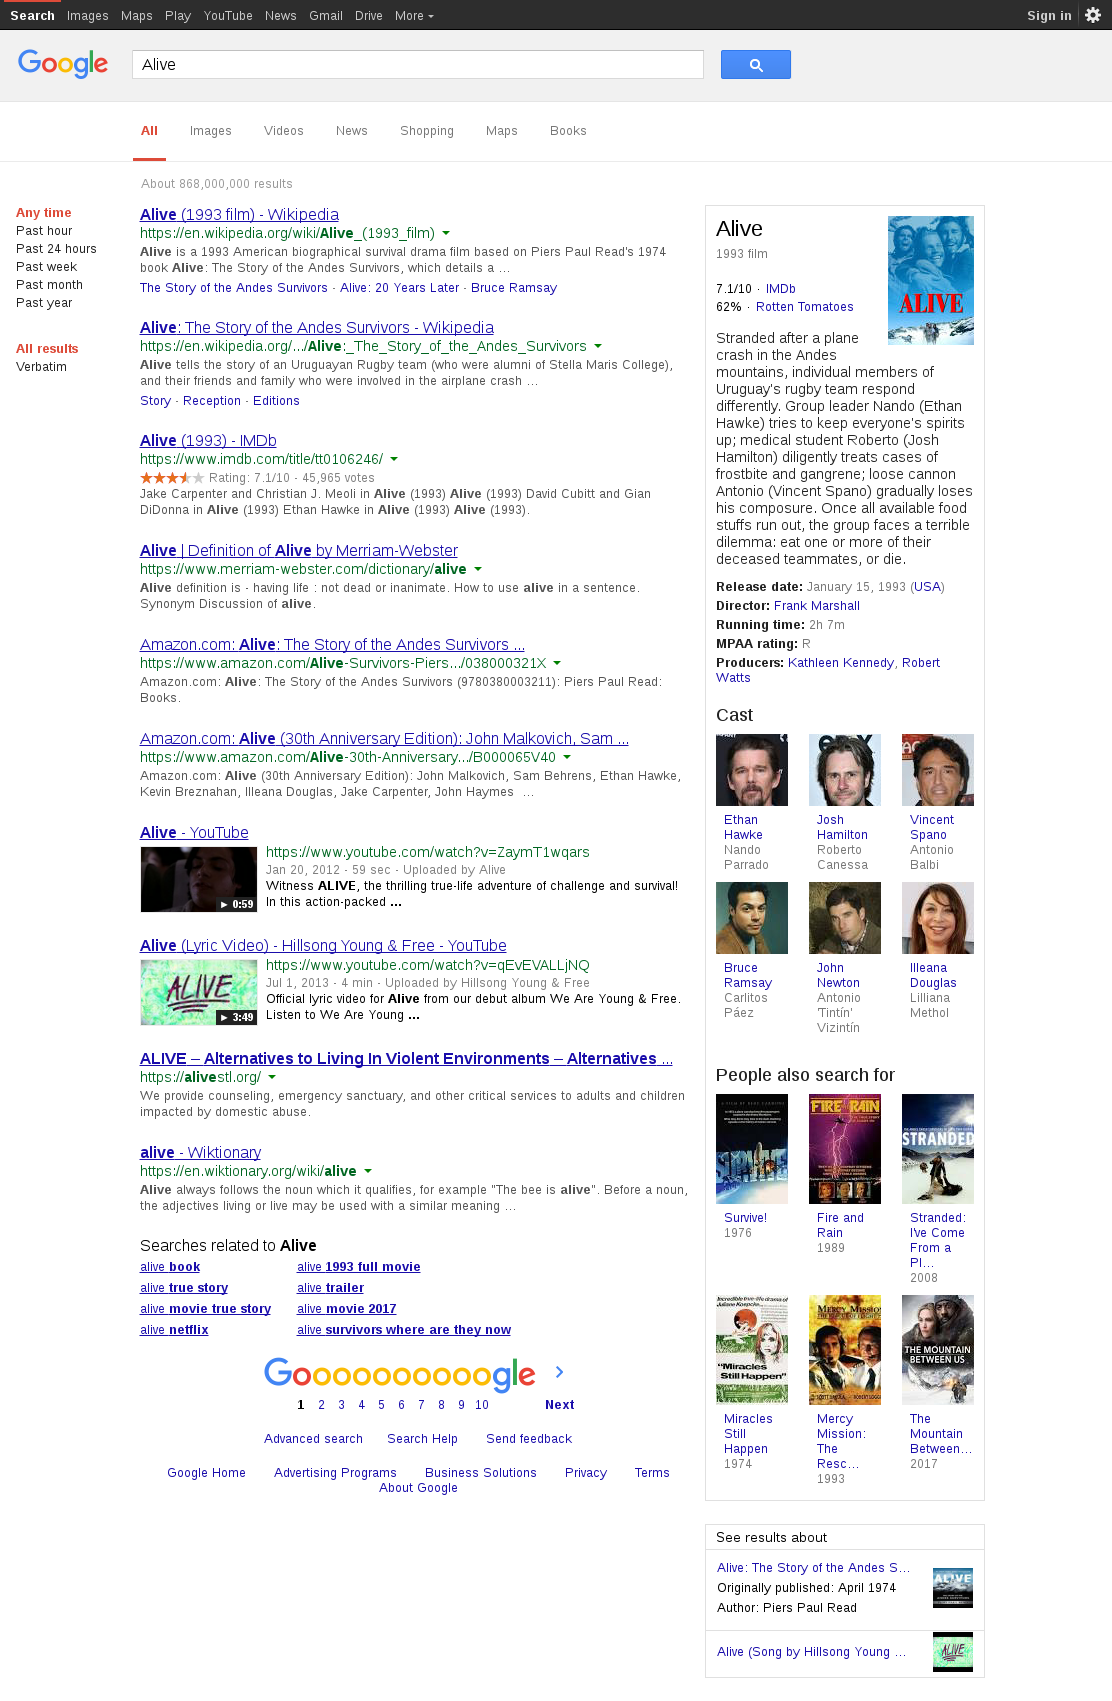 Search Images Maps Play YouTube News Gmail Drive More Sign in
Google
Alive
All Images Videos News Shopping Maps Books
About 868,000,000 results
Any time
Past hour
Past 24 hours
Past week
Past month
Past year
All results
Verbatim
Alive (1993 film) - Wikipedia
https://en.wikipedia.org/wiki/Alive_(1993_film)
Alive is a 1993 American biographical survival drama film based on Piers Paul Read's 1974
book Alive: The Story of the Andes Survivors, which details a ...
The Story of the Andes Survivors · Alive: 20 Years Later · Bruce Ramsay
Alive: The Story of the Andes Survivors - Wikipedia
https://en.wikipedia.org/.../Alive:_The_Story_of_the_Andes_Survivors
Alive tells the story of an Uruguayan Rugby team (who were alumni of Stella Maris College),
and their friends and family who were involved in the airplane crash ...
Story · Reception · Editions
Alive (1993) - IMDb
https://www.imdb.com/title/tt0106246/
Rating: 7.1/10 - 45,965 votes
Jake Carpenter and Christian J. Meoli in Alive (1993) Alive (1993) David Cubitt and Gian
DiDonna in Alive (1993) Ethan Hawke in Alive (1993) Alive (1993).
Alive | Definition of Alive by Merriam-Webster
https://www.merriam-webster.com/dictionary/alive
Alive definition is - having life : not dead or inanimate. How to use alive in a sentence.
Synonym Discussion of alive.
Amazon.com: Alive: The Story of the Andes Survivors ...
https://www.amazon.com/Alive-Survivors-Piers.../038000321X
Amazon.com: Alive: The Story of the Andes Survivors (9780380003211): Piers Paul Read:
Books.
Amazon.com: Alive (30th Anniversary Edition): John Malkovich, Sam ...
https://www.amazon.com/Alive-30th-Anniversary.../B000065V40
Amazon.com: Alive (30th Anniversary Edition): John Malkovich, Sam Behrens, Ethan Hawke,
Kevin Breznahan, Illeana Douglas, Jake Carpenter, John Haymes ...
Alive - YouTube
https://www.youtube.com/watch?v=ZaymT1wqars
Jan 20, 2012 - 59 sec - Uploaded by Alive
Witness ALIVE, the thrilling true-life adventure of challenge and survival!
In this action-packed ...
0:59
Alive (Lyric Video) - Hillsong Young & Free - YouTube
https://www.youtube.com/watch?v=qEvEVALLjNQ
Jul 1, 2013 - 4 min - Uploaded by Hillsong Young & Free
Official lyric video for Alive from our debut album We Are Young & Free.
Listen to We Are Young ...
ALIVE
3:49
ALIVE – Alternatives to Living In Violent Environments – Alternatives ...
https://alivestl.org/
We provide counseling, emergency sanctuary, and other critical services to adults and children
impacted by domestic abuse.
alive - Wiktionary
https://en.wiktionary.org/wiki/alive
Alive always follows the noun which it qualifies, for example "The bee is alive". Before a noun,
the adjectives living or live may be used with a similar meaning ...
Searches related to Alive
alive book alive 1993 full movie
alive true story alive trailer
alive movie true story alive movie 2017
alive netflix alive survivors where are they now
Goooooooooogle
1 2 3 4 5 6 7 8 9 10 Next
Advanced search Search Help Send feedback
Google Home Advertising Programs Business Solutions Privacy Terms
About Google
Alive
1993 film
ALIVE
7.1/10 · IMDb
62% · Rotten Tomatoes
Stranded after a plane
crash in the Andes
mountains, individual members of
Uruguay's rugby team respond
differently. Group leader Nando (Ethan
Hawke) tries to keep everyone's spirits
up; medical student Roberto (Josh
Hamilton) diligently treats cases of
frostbite and gangrene; loose cannon
Antonio (Vincent Spano) gradually loses
his composure. Once all available food
stuffs run out, the group faces a terrible
dilemma: eat one or more of their
deceased teammates, or die.
Release date: January 15, 1993 (USA)
Director: Frank Marshall
Running time: 2h 7m
MPAA rating: R
Producers: Kathleen Kennedy, Robert
Watts
Cast
Ethan
Hawke
Nando
Parrado
Josh
Hamilton
Roberto
Canessa
Vincent
Spano
Antonio
Balbi
Bruce
Ramsay
Carlitos
Páez
John
Newton
Antonio
'Tintín'
Vizintín
Illeana
Douglas
Lilliana
Methol
People also search for
SURVIVE
FIRE RAIN
STRANDED
Survive!
1976
Fire and
Rain
1989
Stranded:
I've Come
From a
Pl...
2008
Incredible true-life drama of
Juliane Koepcke.
"Miracles
Still Happen"
MERCY MISSION
THE MOUNTAIN
BETWEEN US
Miracles
Still
Happen
1974
Mercy
Mission:
The
Resc...
1993
The
Mountain
Between...
2017
See results about
Alive: The Story of the Andes S...
Originally published: April 1974
Author: Piers Paul Read
ALIVE
Alive (Song by Hillsong Young ...
ALIVE